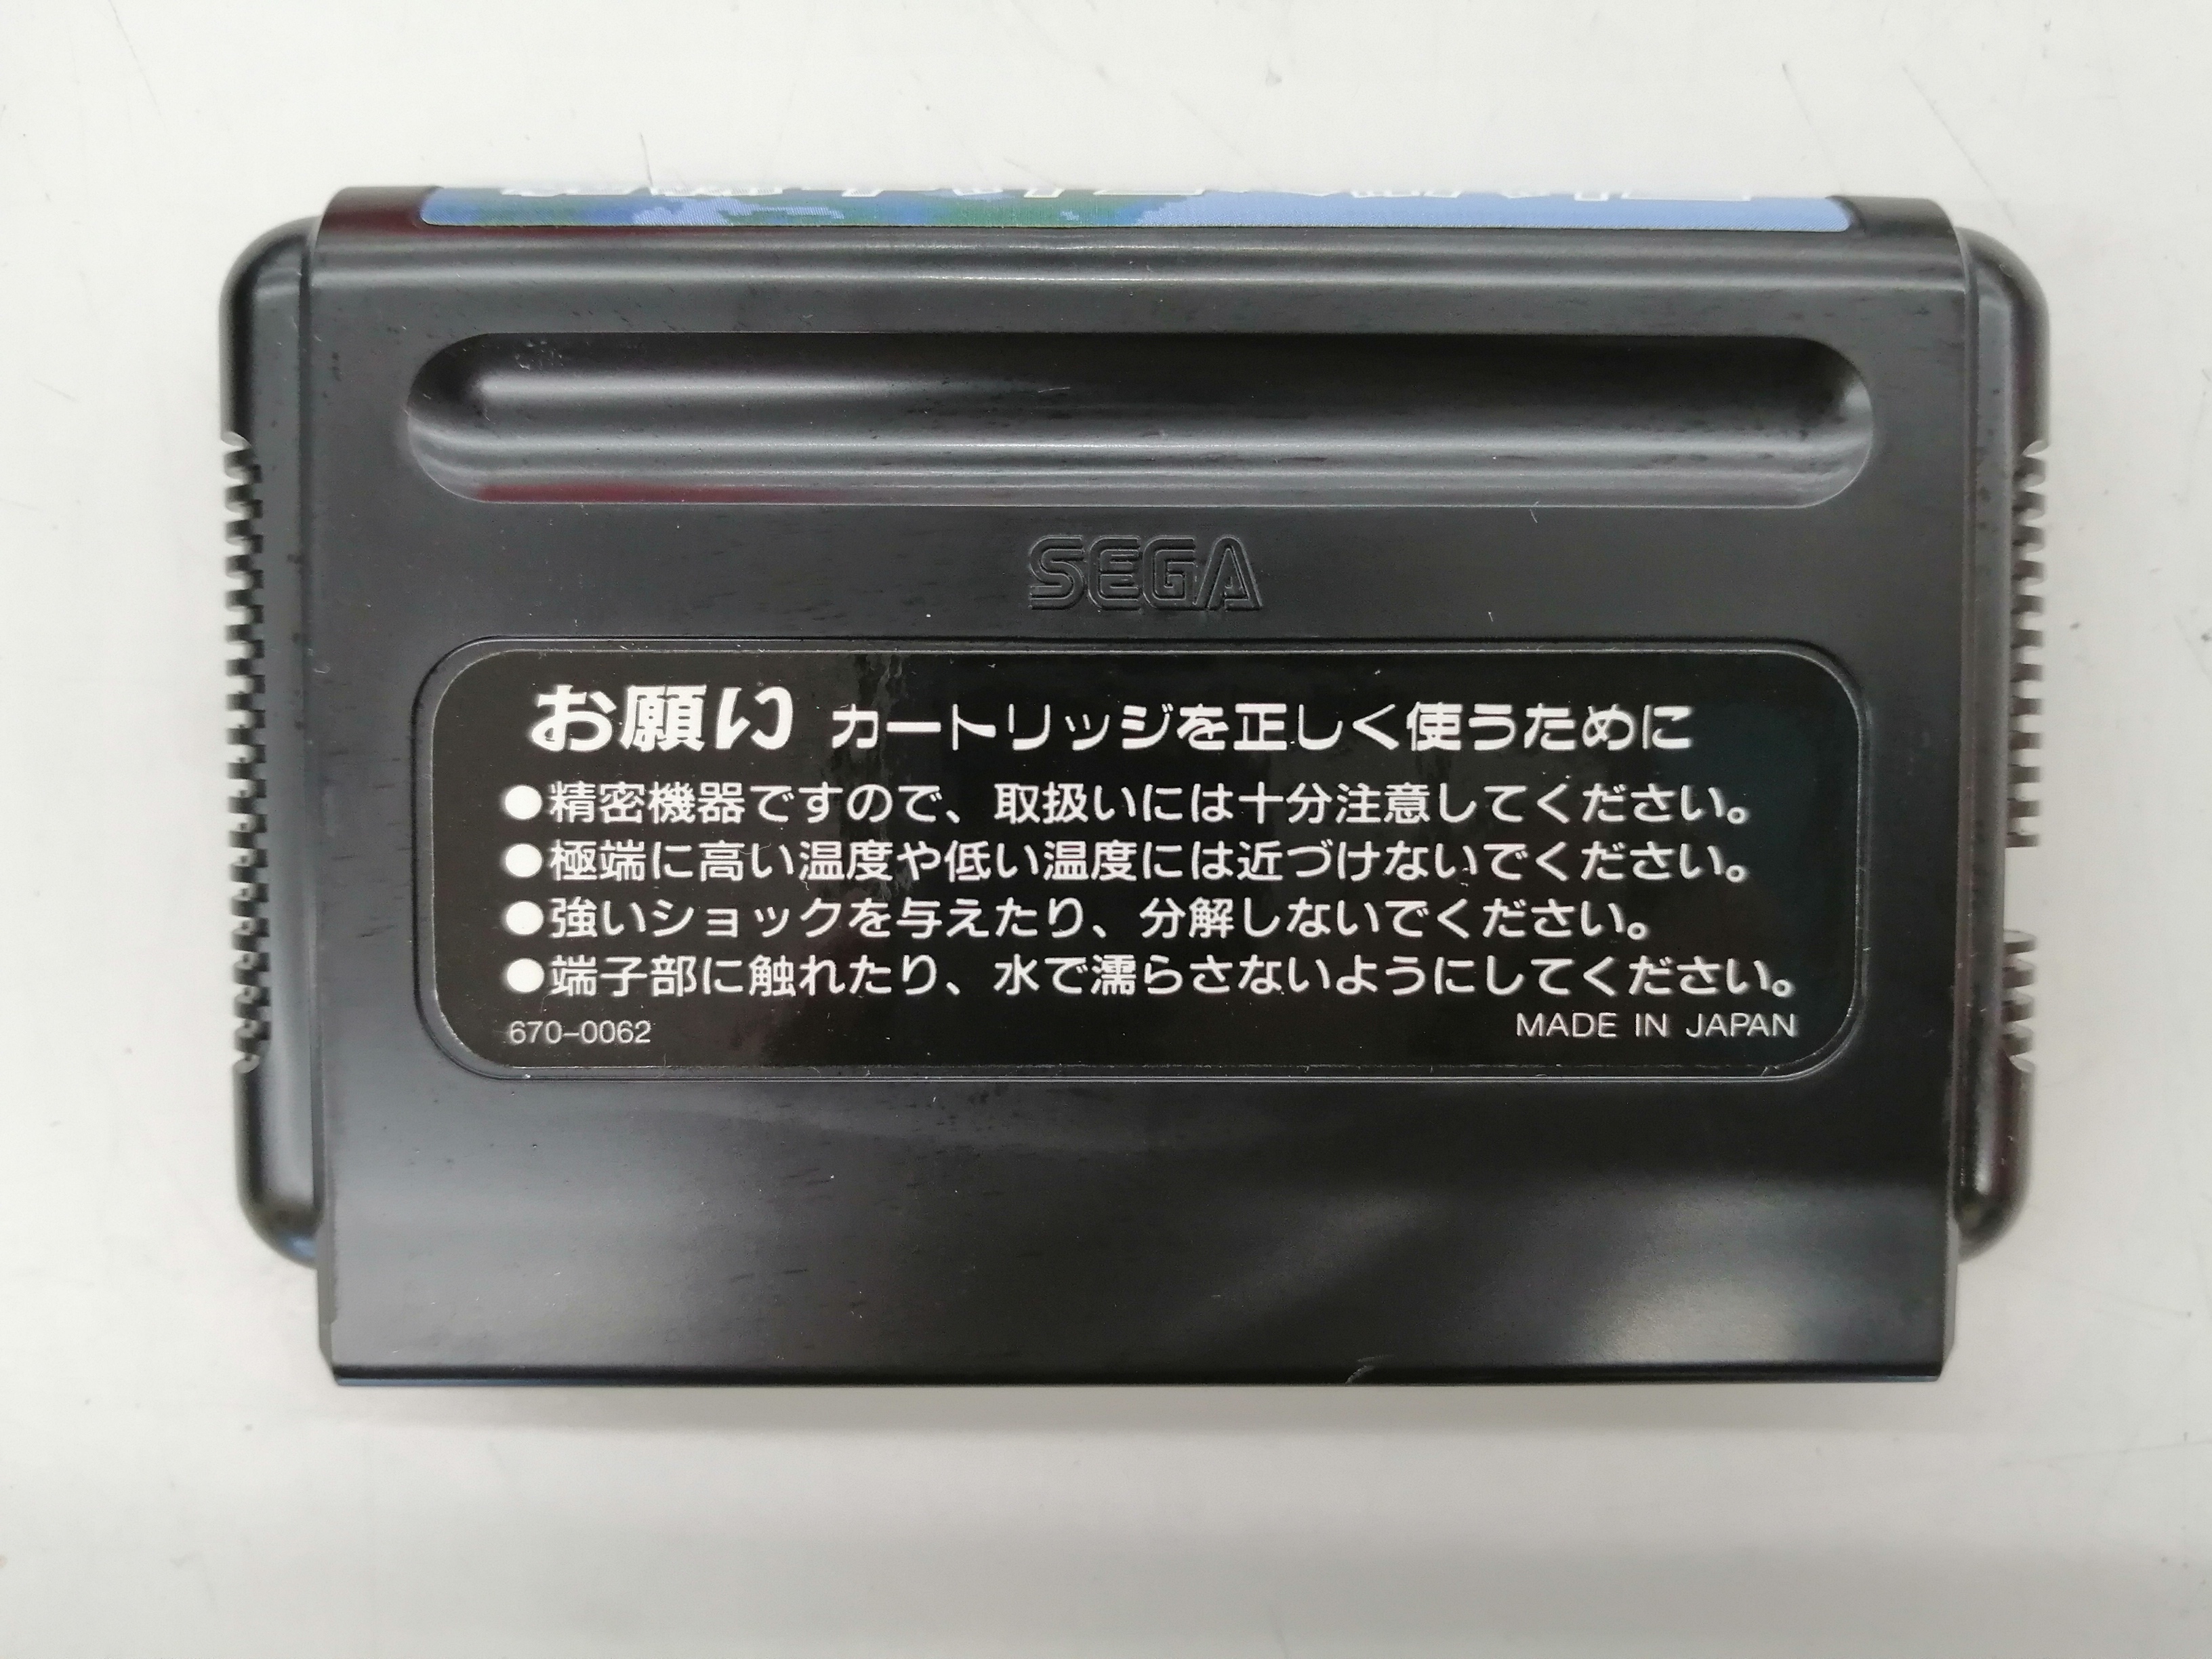 SEGA
お願い カートリッジを正しく使うために
●精密機器ですので、取扱いには十分注意してください。
●極端に高い温度や低い温度には近づけないでください。
●強いショックを与えたり、分解しないでください。
●端子部に触れたり、水で濡らさないようにしてください。
670-0062 MADE IN JAPAN